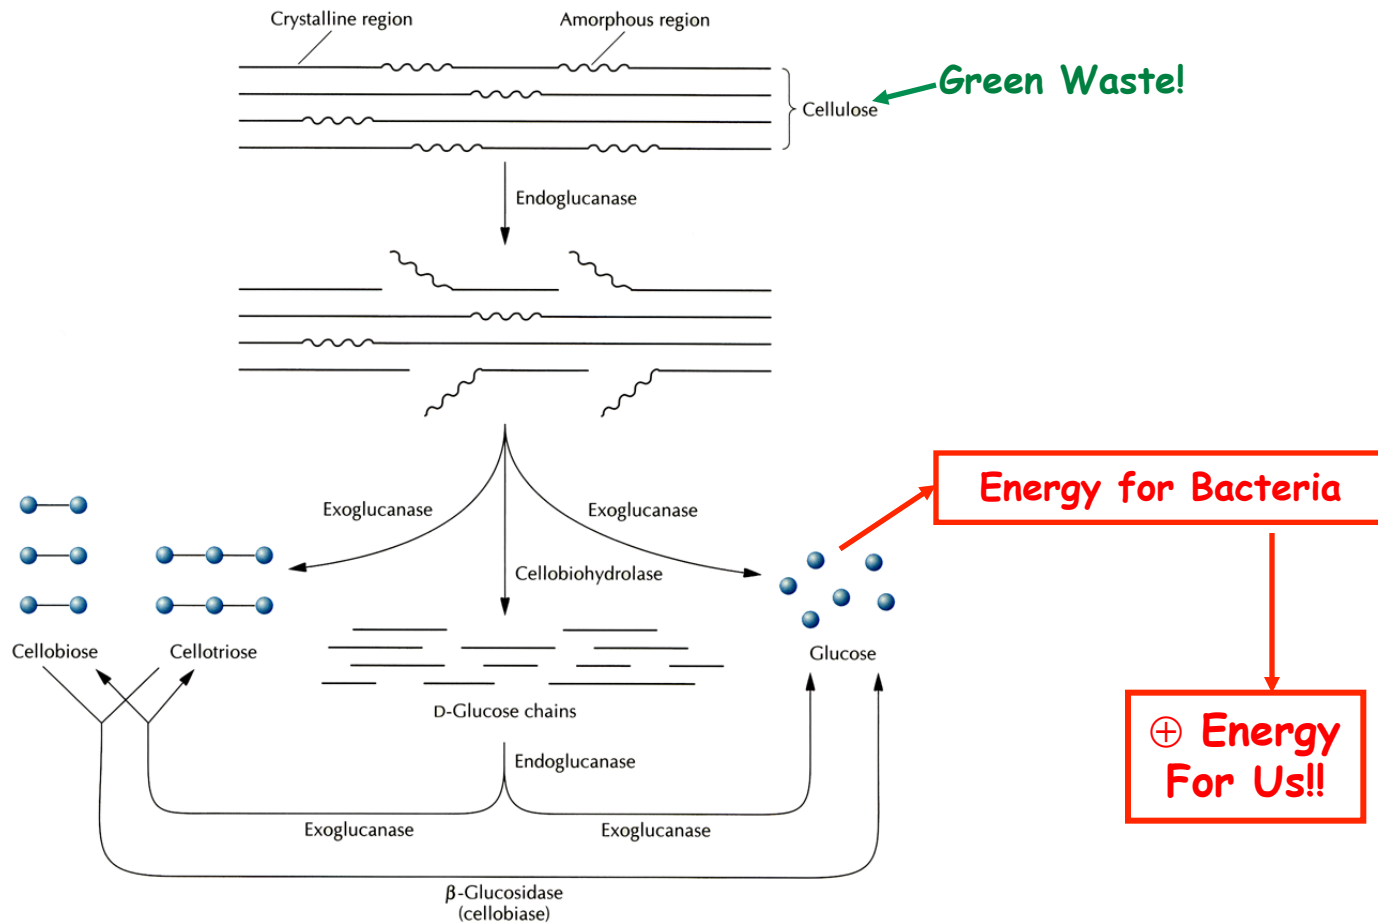 Crystalline region
Amorphous region
Green Waste!
Cellulose
Endoglucanase
Energy for Bacteria
Exoglucanase
Exoglucanase
Cellobiohydrolase
Cellobiose
Cellotriose
Glucose
D-Glucose chains
⊕ Energy
For Us!!
Endoglucanase
Exoglucanase
Exoglucanase
β-Glucosidase
(cellobiase)